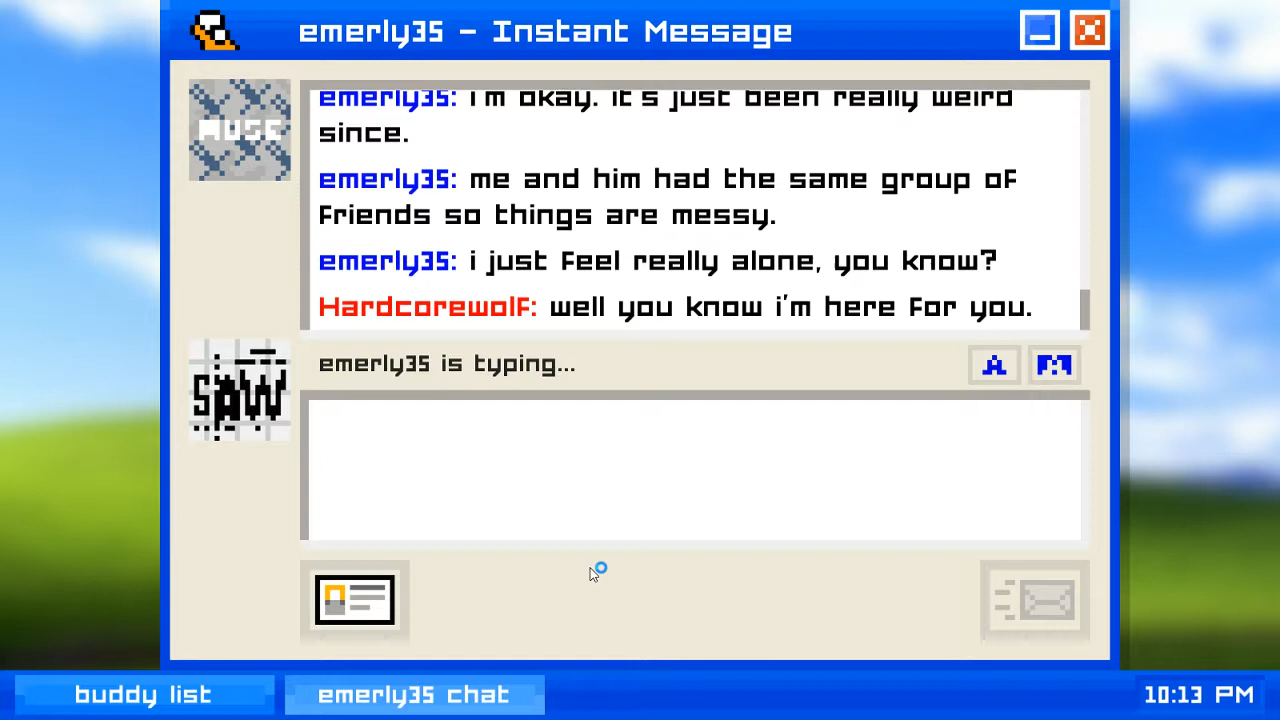 emerly35 - Instant Message
MUSE
emerly35: i'm okay. it's just been really weird
since.
emerly35: me and him had the same group of
friends so things are messy.
emerly35: i just feel really alone, you know?
Hardcorewolf: well you know i'm here for you.
emerly35 is typing...
A
SAW
buddy list
emerly35 chat
10:13 PM